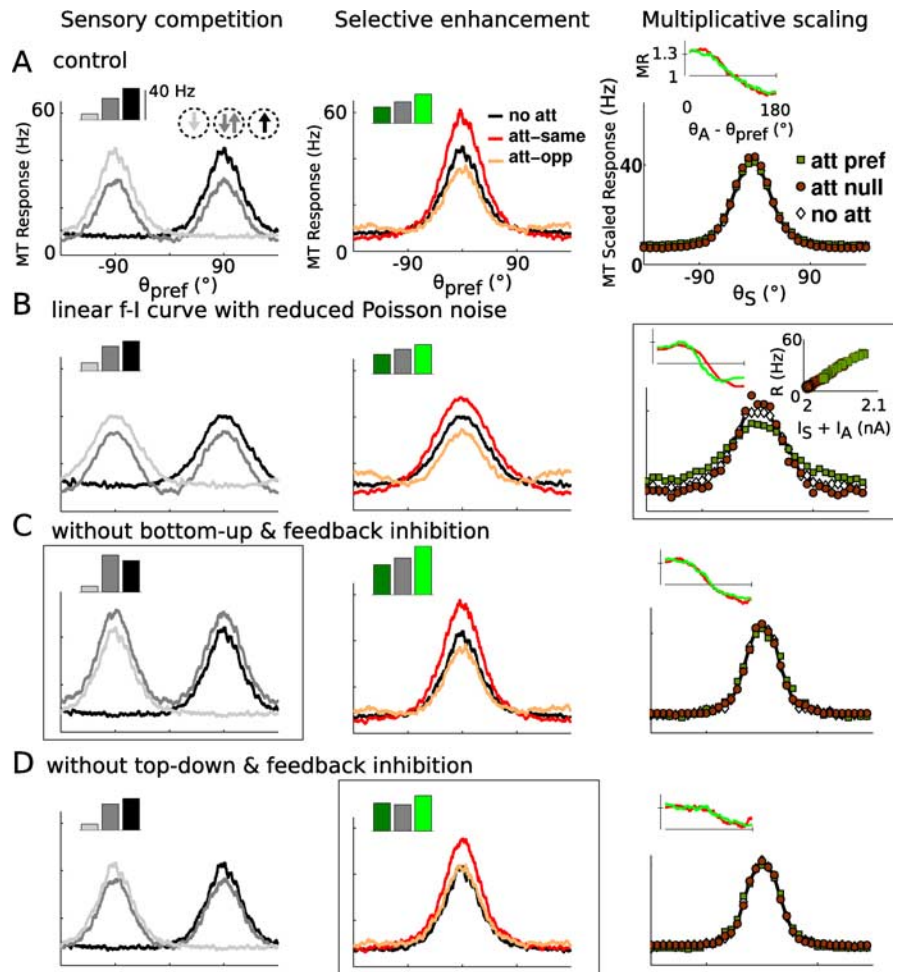 Sensory competition
Selective enhancement
Multiplicative scaling
A control
40 Hz
60
0
MT Response (Hz)
-90
90
θpref (°)
60
0
MT Response (Hz)
no att
att-same
att-opp
-90
90
θpref (°)
MR
1.3
1
0
180
θA - θpref (°)
MT Scaled Response (Hz)
40
0
att pref
att null
no att
-90
90
θS (°)
B linear f-I curve with reduced Poisson noise
R (Hz)
60
0
2
2.1
IS + IA (nA)
C without bottom-up & feedback inhibition
D without top-down & feedback inhibition